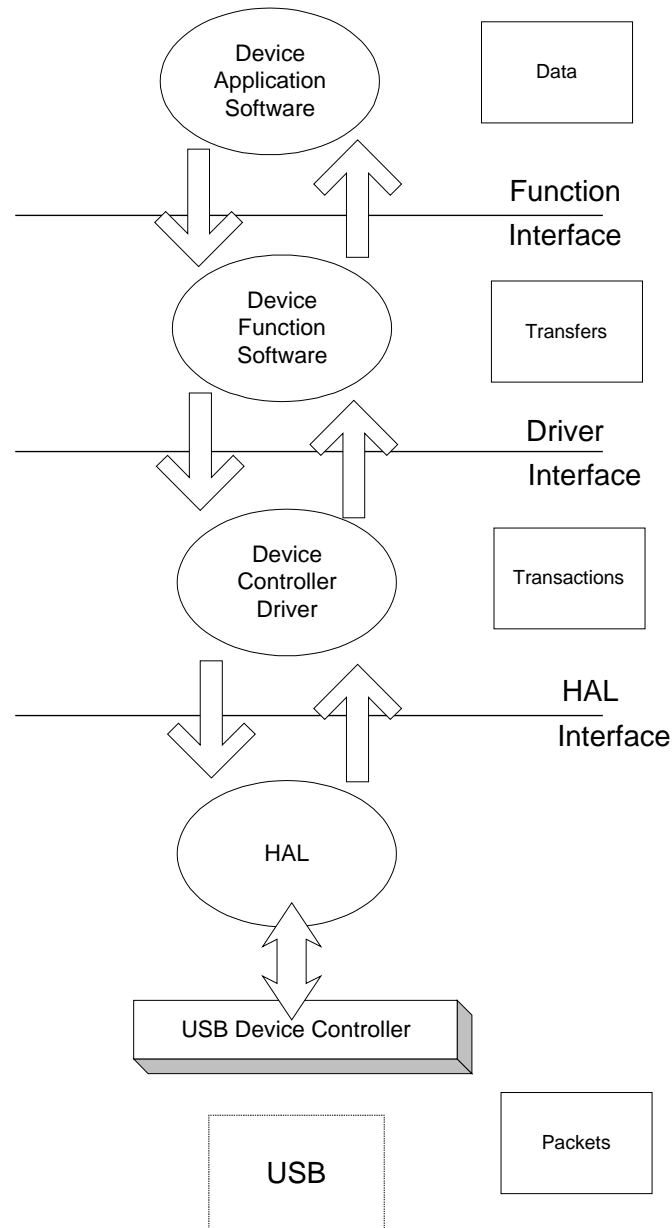 Device
Application
Software
Data
Function
Interface
Device
Function
Software
Transfers
Driver
Interface
Device
Controller
Driver
Transactions
HAL
Interface
HAL
USB Device Controller
Packets
USB